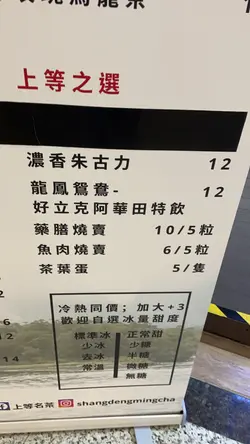 烏龍茶
上等之選
濃香朱古力 12
龍鳳鴛鴦- 12
好立克阿華田特飲
藥膳燒賣 10/5粒
魚肉燒賣 6/5粒
茶葉蛋 5/隻
冷熱同價；加大+3
歡迎自選冰量甜度
標準冰 正常甜
少冰 少糖
去冰 半糖
常溫 微糖
無糖
上等名茶 shangdengmingcha